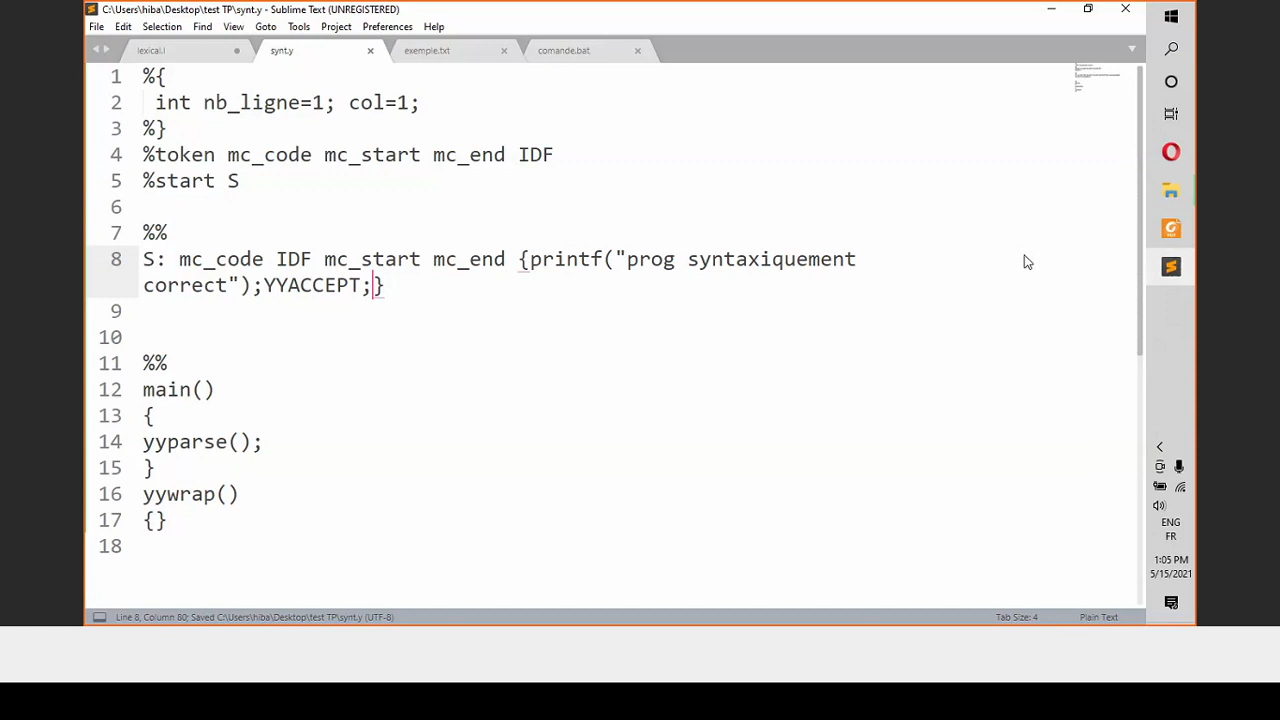 C:\Users\hiba\Desktop\test TP\synt.y - Sublime Text (UNREGISTERED)
File Edit Selection Find View Goto Tools Project Preferences Help
lexical.l synt.y exemple.txt comande.bat
1 %{
2 int nb_ligne=1; col=1;
3 %}
4 %token mc_code mc_start mc_end IDF
5 %start S
6
7 %%
8 S: mc_code IDF mc_start mc_end {printf("prog syntaxiquement
correct");YYACCEPT;}
9
10
11 %%
12 main()
13 {
14 yyparse();
15 }
16 yywrap()
17 {}
18
ENG
FR
1:05 PM
5/15/2021
Line 8, Column 80; Saved C:\Users\hiba\Desktop\test TP\synt.y (UTF-8) Tab Size: 4 Plain Text